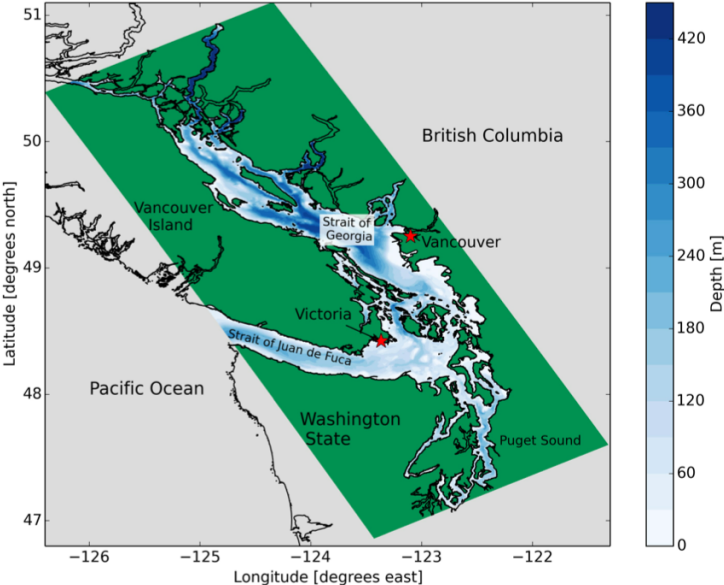 51
50
49
48
47
Latitude [degrees north]
−126
−125
−124
−123
−122
Longitude [degrees east]
British Columbia
Vancouver
Island
Strait of
Georgia
Vancouver
Victoria
Strait of Juan de Fuca
Pacific Ocean
Washington
State
Puget Sound
420
360
300
240
180
120
60
0
Depth [m]